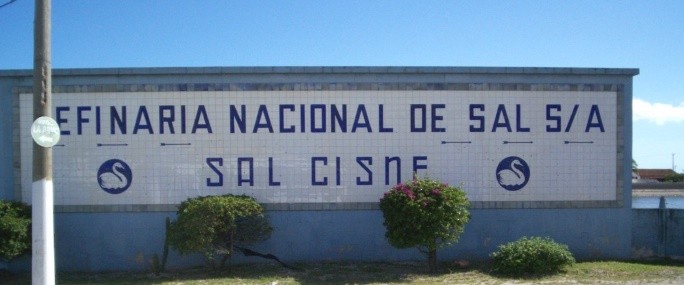 EFINARIA NACIONAL DE SAL S/A
SAL CISNE